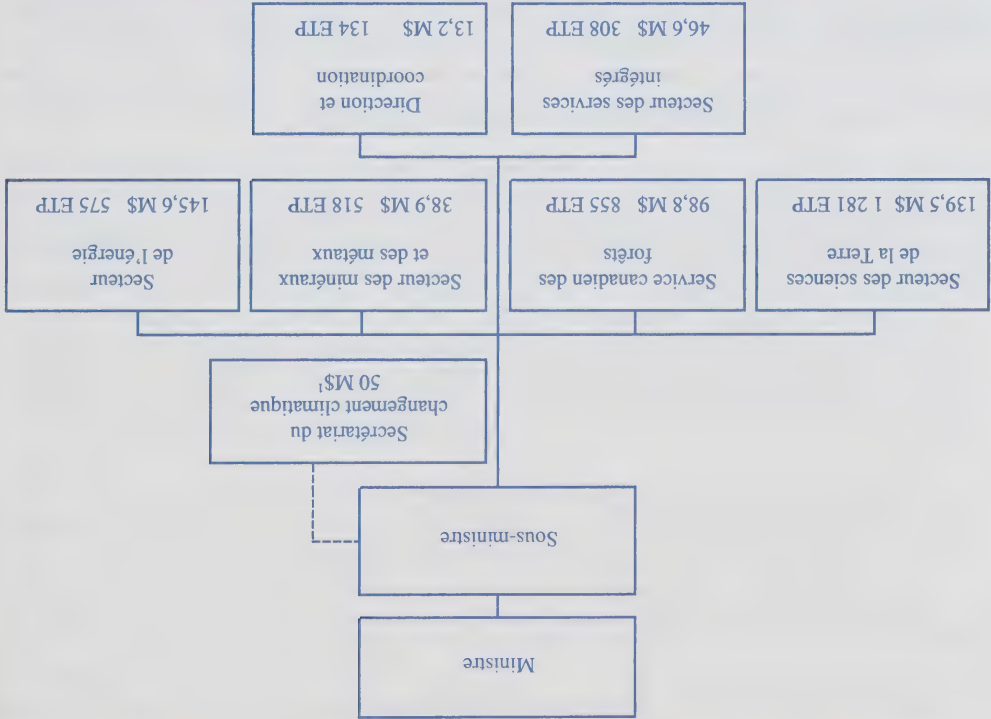 Ministre
Sous-ministre
Secrétariat du
changement climatique
50 M$¹
Secteur des sciences
de la Terre
139,5 M$ 1 281 ETP
Service canadien des
forêts
98,8 M$ 855 ETP
Secteur des minéraux
et des métaux
38,9 M$ 518 ETP
Secteur
de l'énergie
145,6 M$ 575 ETP
Secteur des services
intégrés
46,6 M$ 308 ETP
Direction et
coordination
13,2 M$ 134 ETP